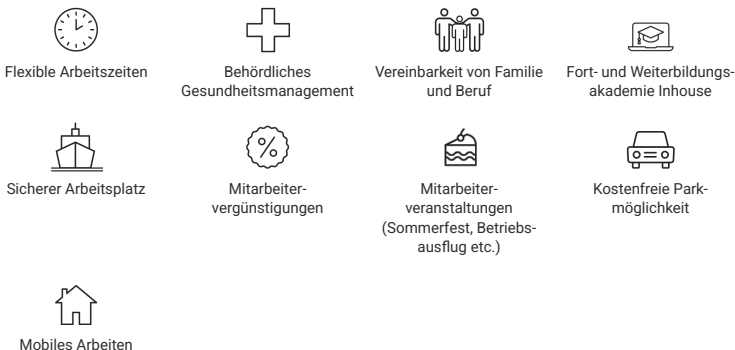 Flexible Arbeitszeiten
Behördliches
Gesundheitsmanagement
Vereinbarkeit von Familie
und Beruf
Fort- und Weiterbildungs-
akademie Inhouse
Sicherer Arbeitsplatz
%
Mitarbeiter-
vergünstigungen
Mitarbeiter-
veranstaltungen
(Sommerfest, Betriebs-
ausflug etc.)
Kostenfreie Park-
möglichkeit
Mobiles Arbeiten